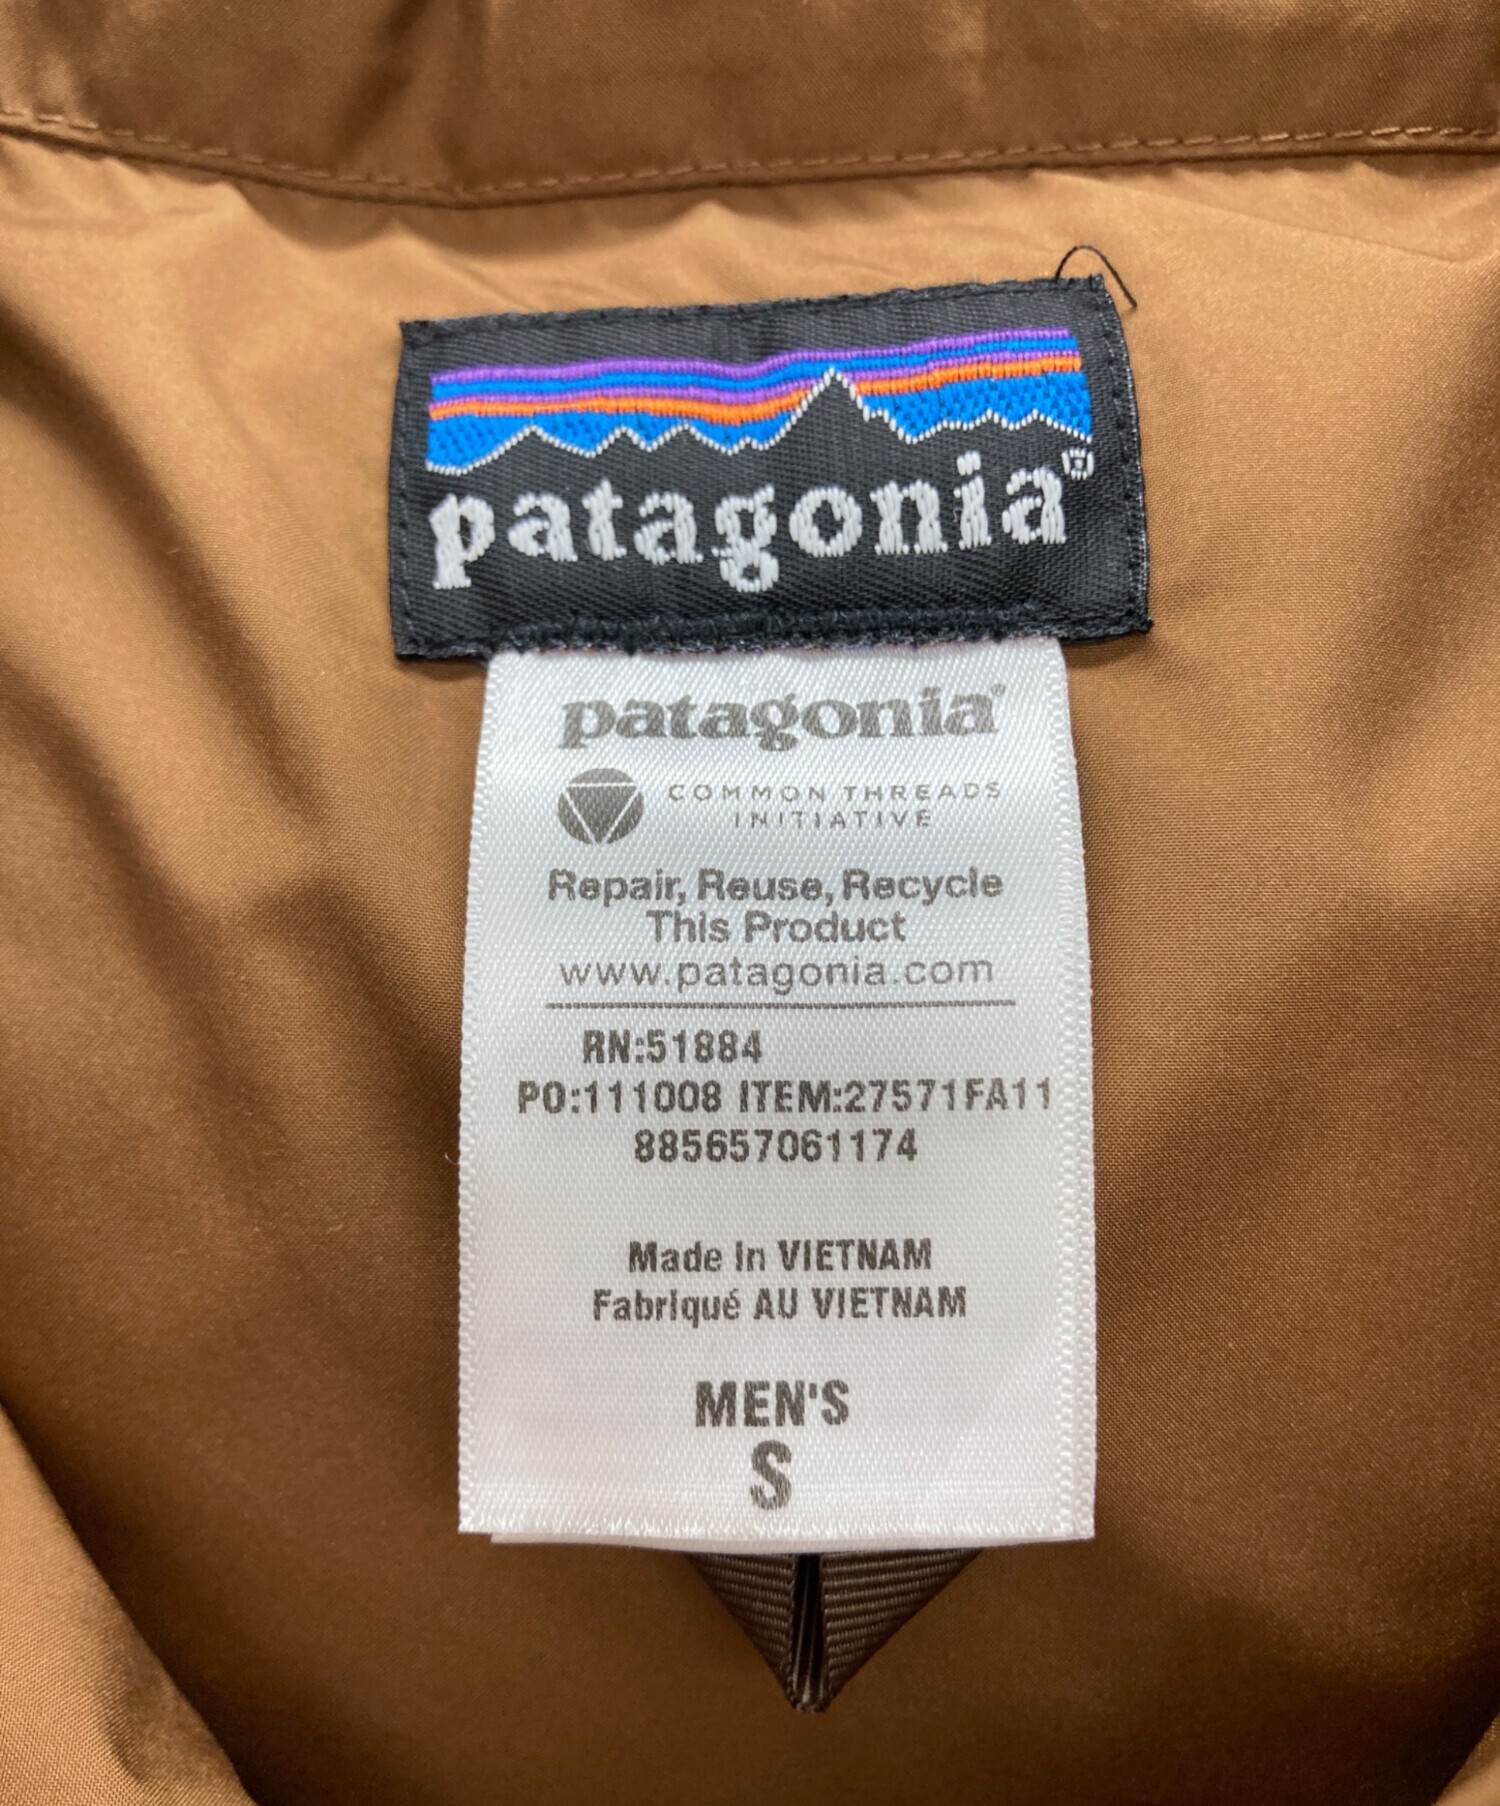 patagonia®
patagonia®
COMMON THREADS
INITIATIVE
Repair, Reuse, Recycle
This Product
www.patagonia.com
RN:51884
PO:111008 ITEM:27571FA11
885657061174
Made in VIETNAM
Fabriqué AU VIETNAM
MEN'S
S